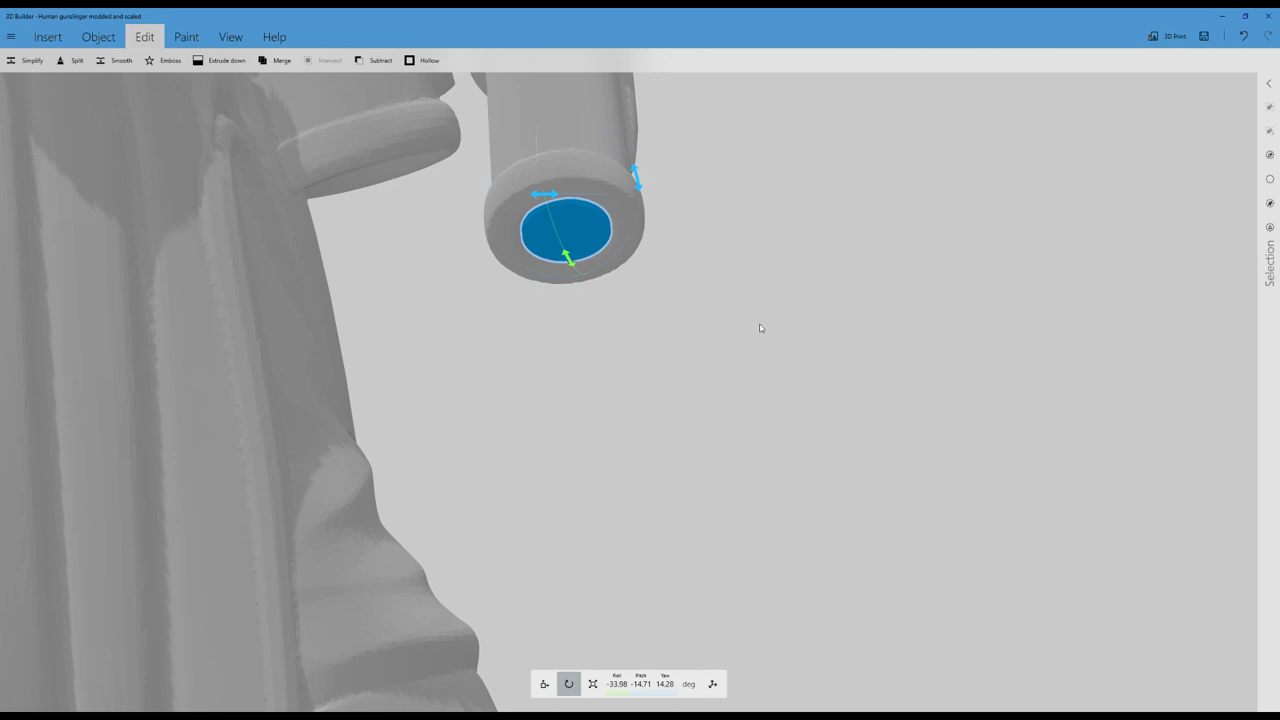 3D Builder -Human gunslinger modded and scaled
Insert Object Edit Paint View Help 3D Print
Simplify Split Smooth Emboss Extrude down Merge Intersect Subtract Hollow
Selection
Roll Pitch Yaw
-33.98 -14.71 14.28 deg